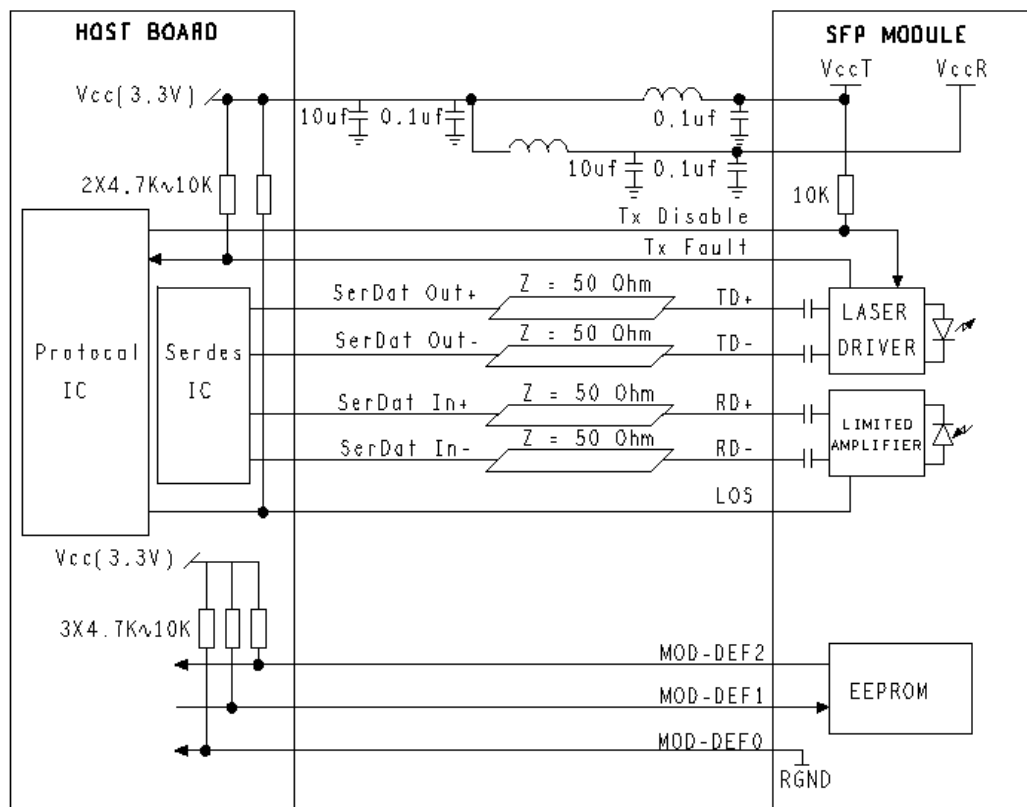 HOST BOARD
SFP MODULE
VccT
VccR
Vcc(3.3V)
10uf
0.1uf
0.1uf
10uf
0.1uf
2X4.7K~10K
10K
Tx Disable
Tx Fault
SerDat Out+
Z = 50 Ohm
TD+
LASER
DRIVER
SerDat Out-
Z = 50 Ohm
TD-
Protocal
IC
Serdes
IC
SerDat In+
Z = 50 Ohm
RD+
LIMITED
AMPLIFIER
SerDat In-
Z = 50 Ohm
RD-
LOS
Vcc(3.3V)
3X4.7K~10K
MOD-DEF2
EEPROM
MOD-DEF1
MOD-DEF0
RGND